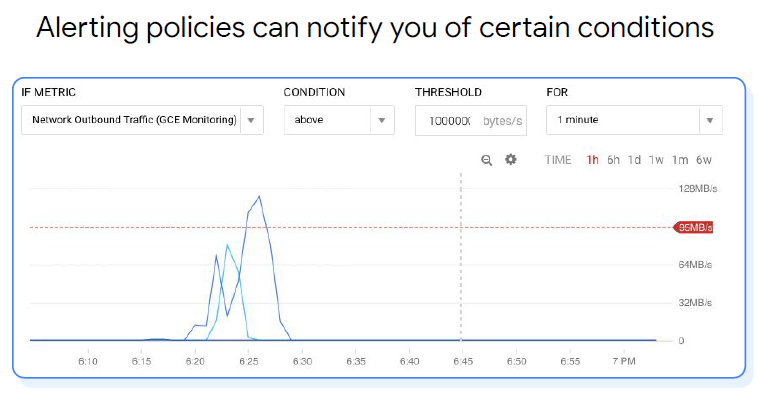 Alerting policies can notify you of certain conditions
IF METRIC CONDITION THRESHOLD FOR
Network Outbound Traffic (GCE Monitoring) above 100000 bytes/s 1 minute
TIME 1h 6h 1d 1w 1m 6w
128MB/s
95MB/s
64MB/s
32MB/s
0
6:10 6:15 6:20 6:25 6:30 6:35 6:40 6:45 6:50 6:55 7 PM